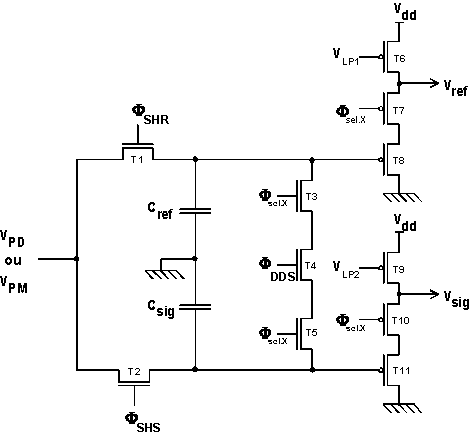 Vdd
VLP1
T6
Vref
Φsel.X
T7
ΦSHR
T1
T8
Cref
Φsel.X
T3
Vdd
VPD
ou
VPM
Φ
DDS
T4
VLP2
T9
Vsig
Csig
Φsel.X
T5
Φsel.X
T10
T2
T11
ΦSHS